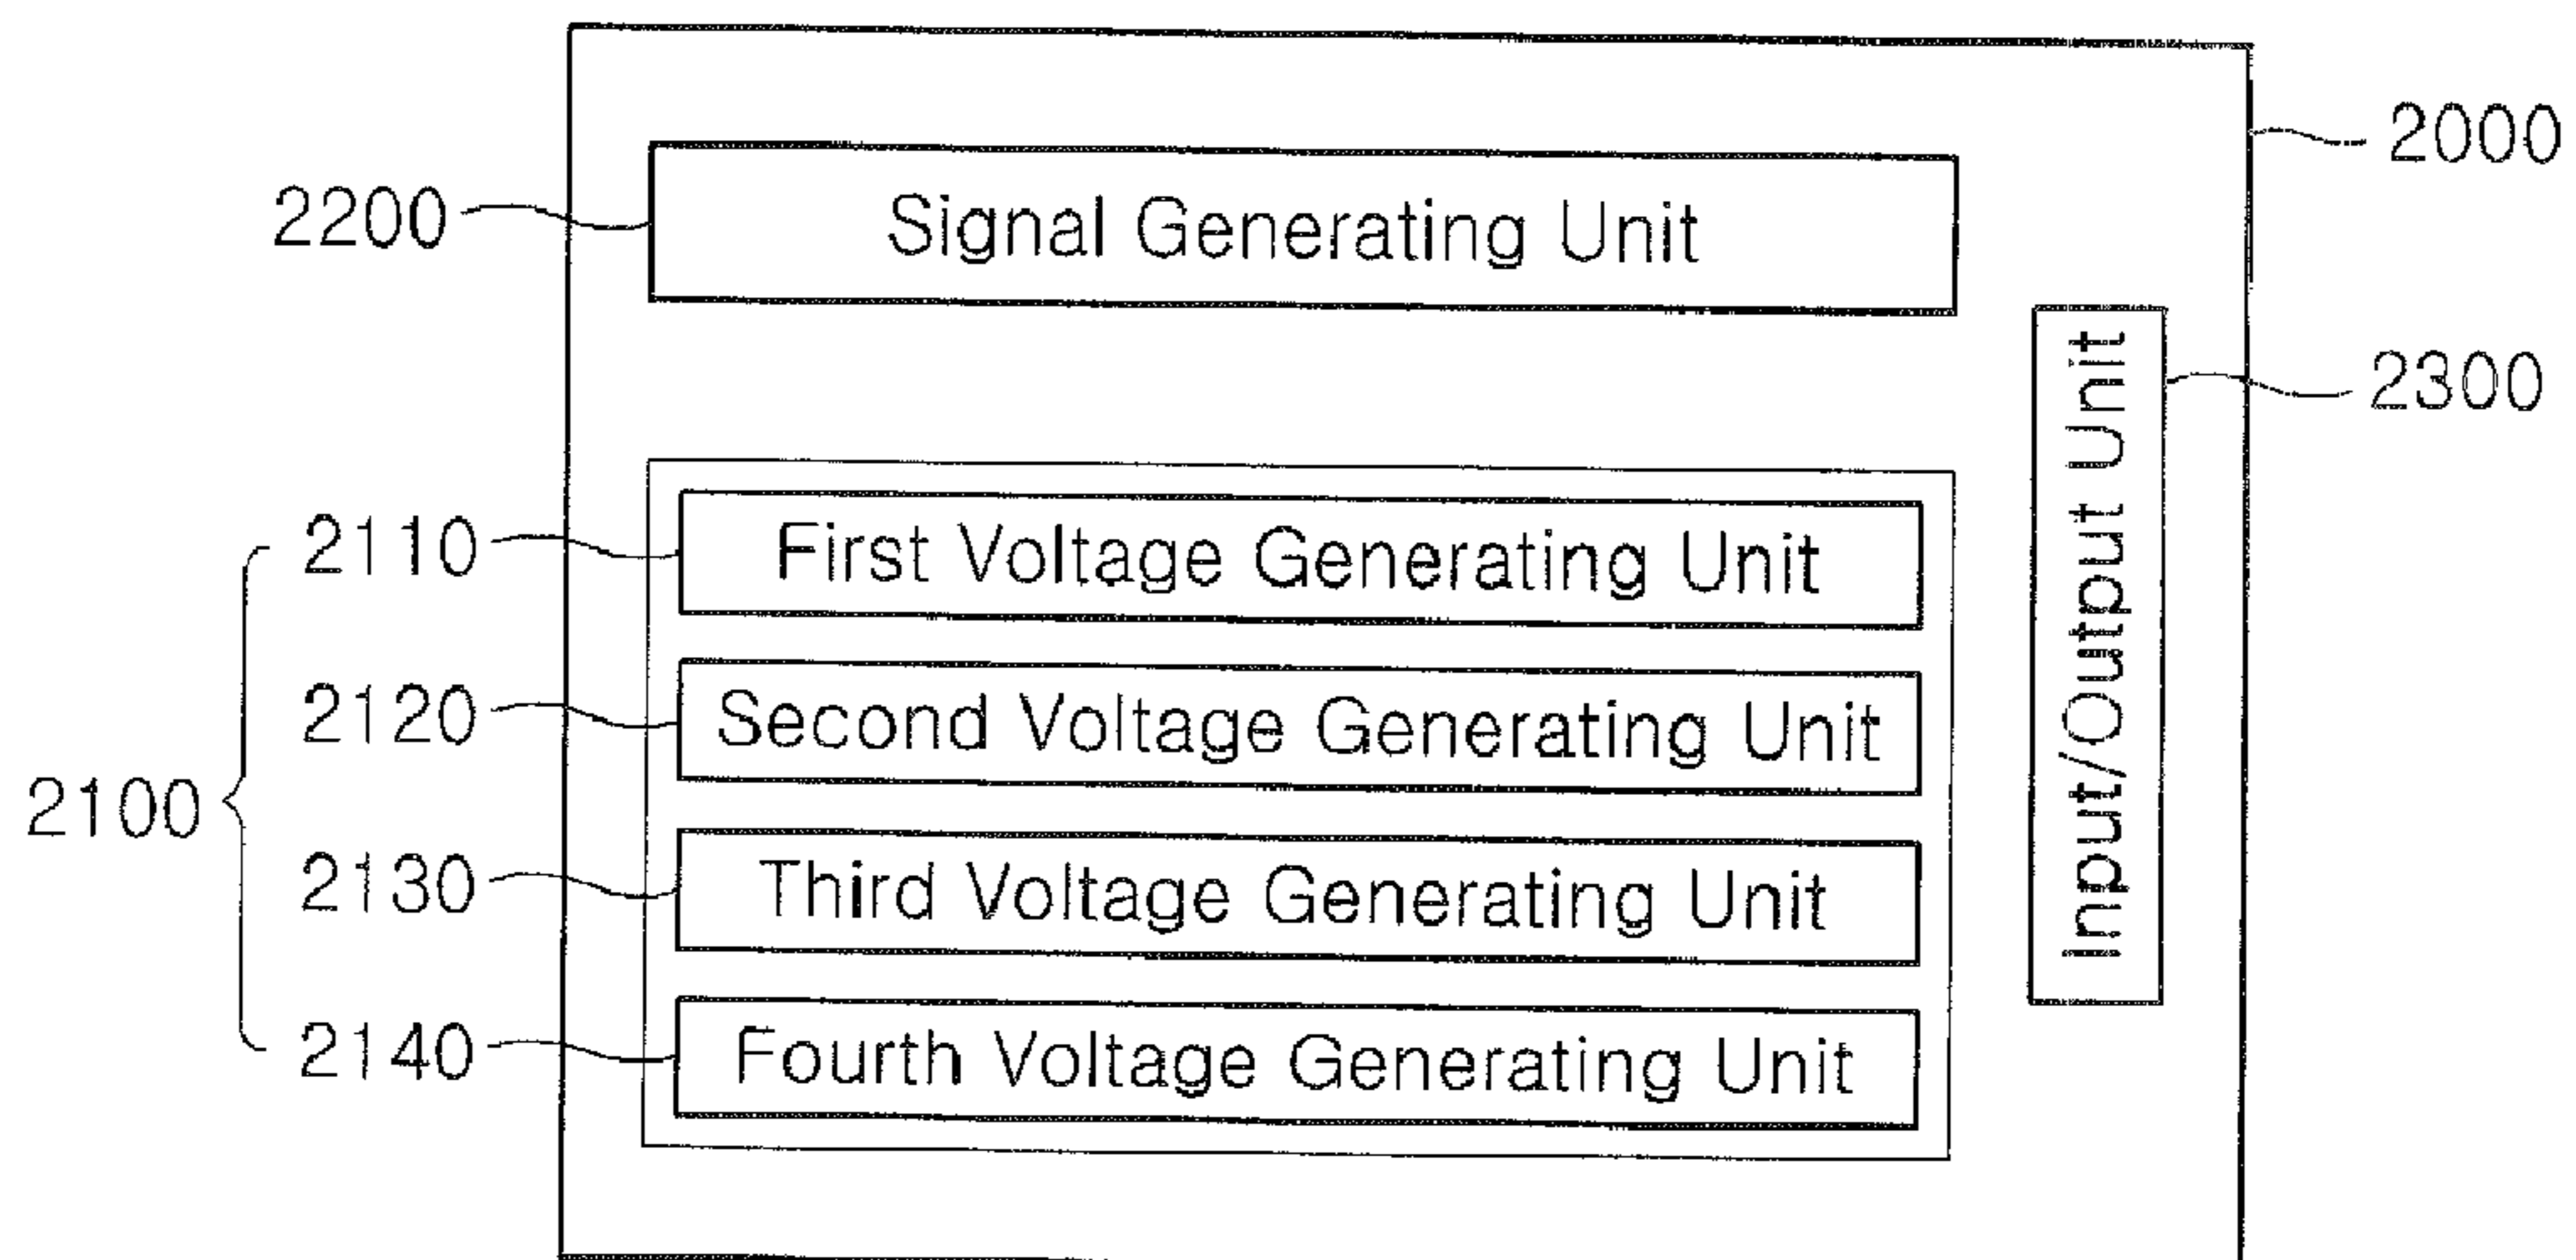 2000
2200 Signal Generating Unit
2300
Input/Output Unit
2100
2110 First Voltage Generating Unit
2120 Second Voltage Generating Unit
2130 Third Voltage Generating Unit
2140 Fourth Voltage Generating Unit